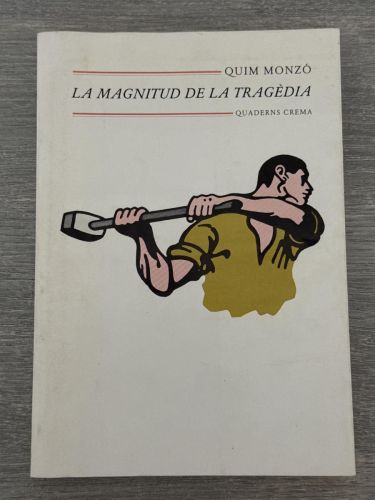 QUIM MONZÓ
LA MAGNITUD DE LA TRAGÈDIA
QUADERNS CREMA